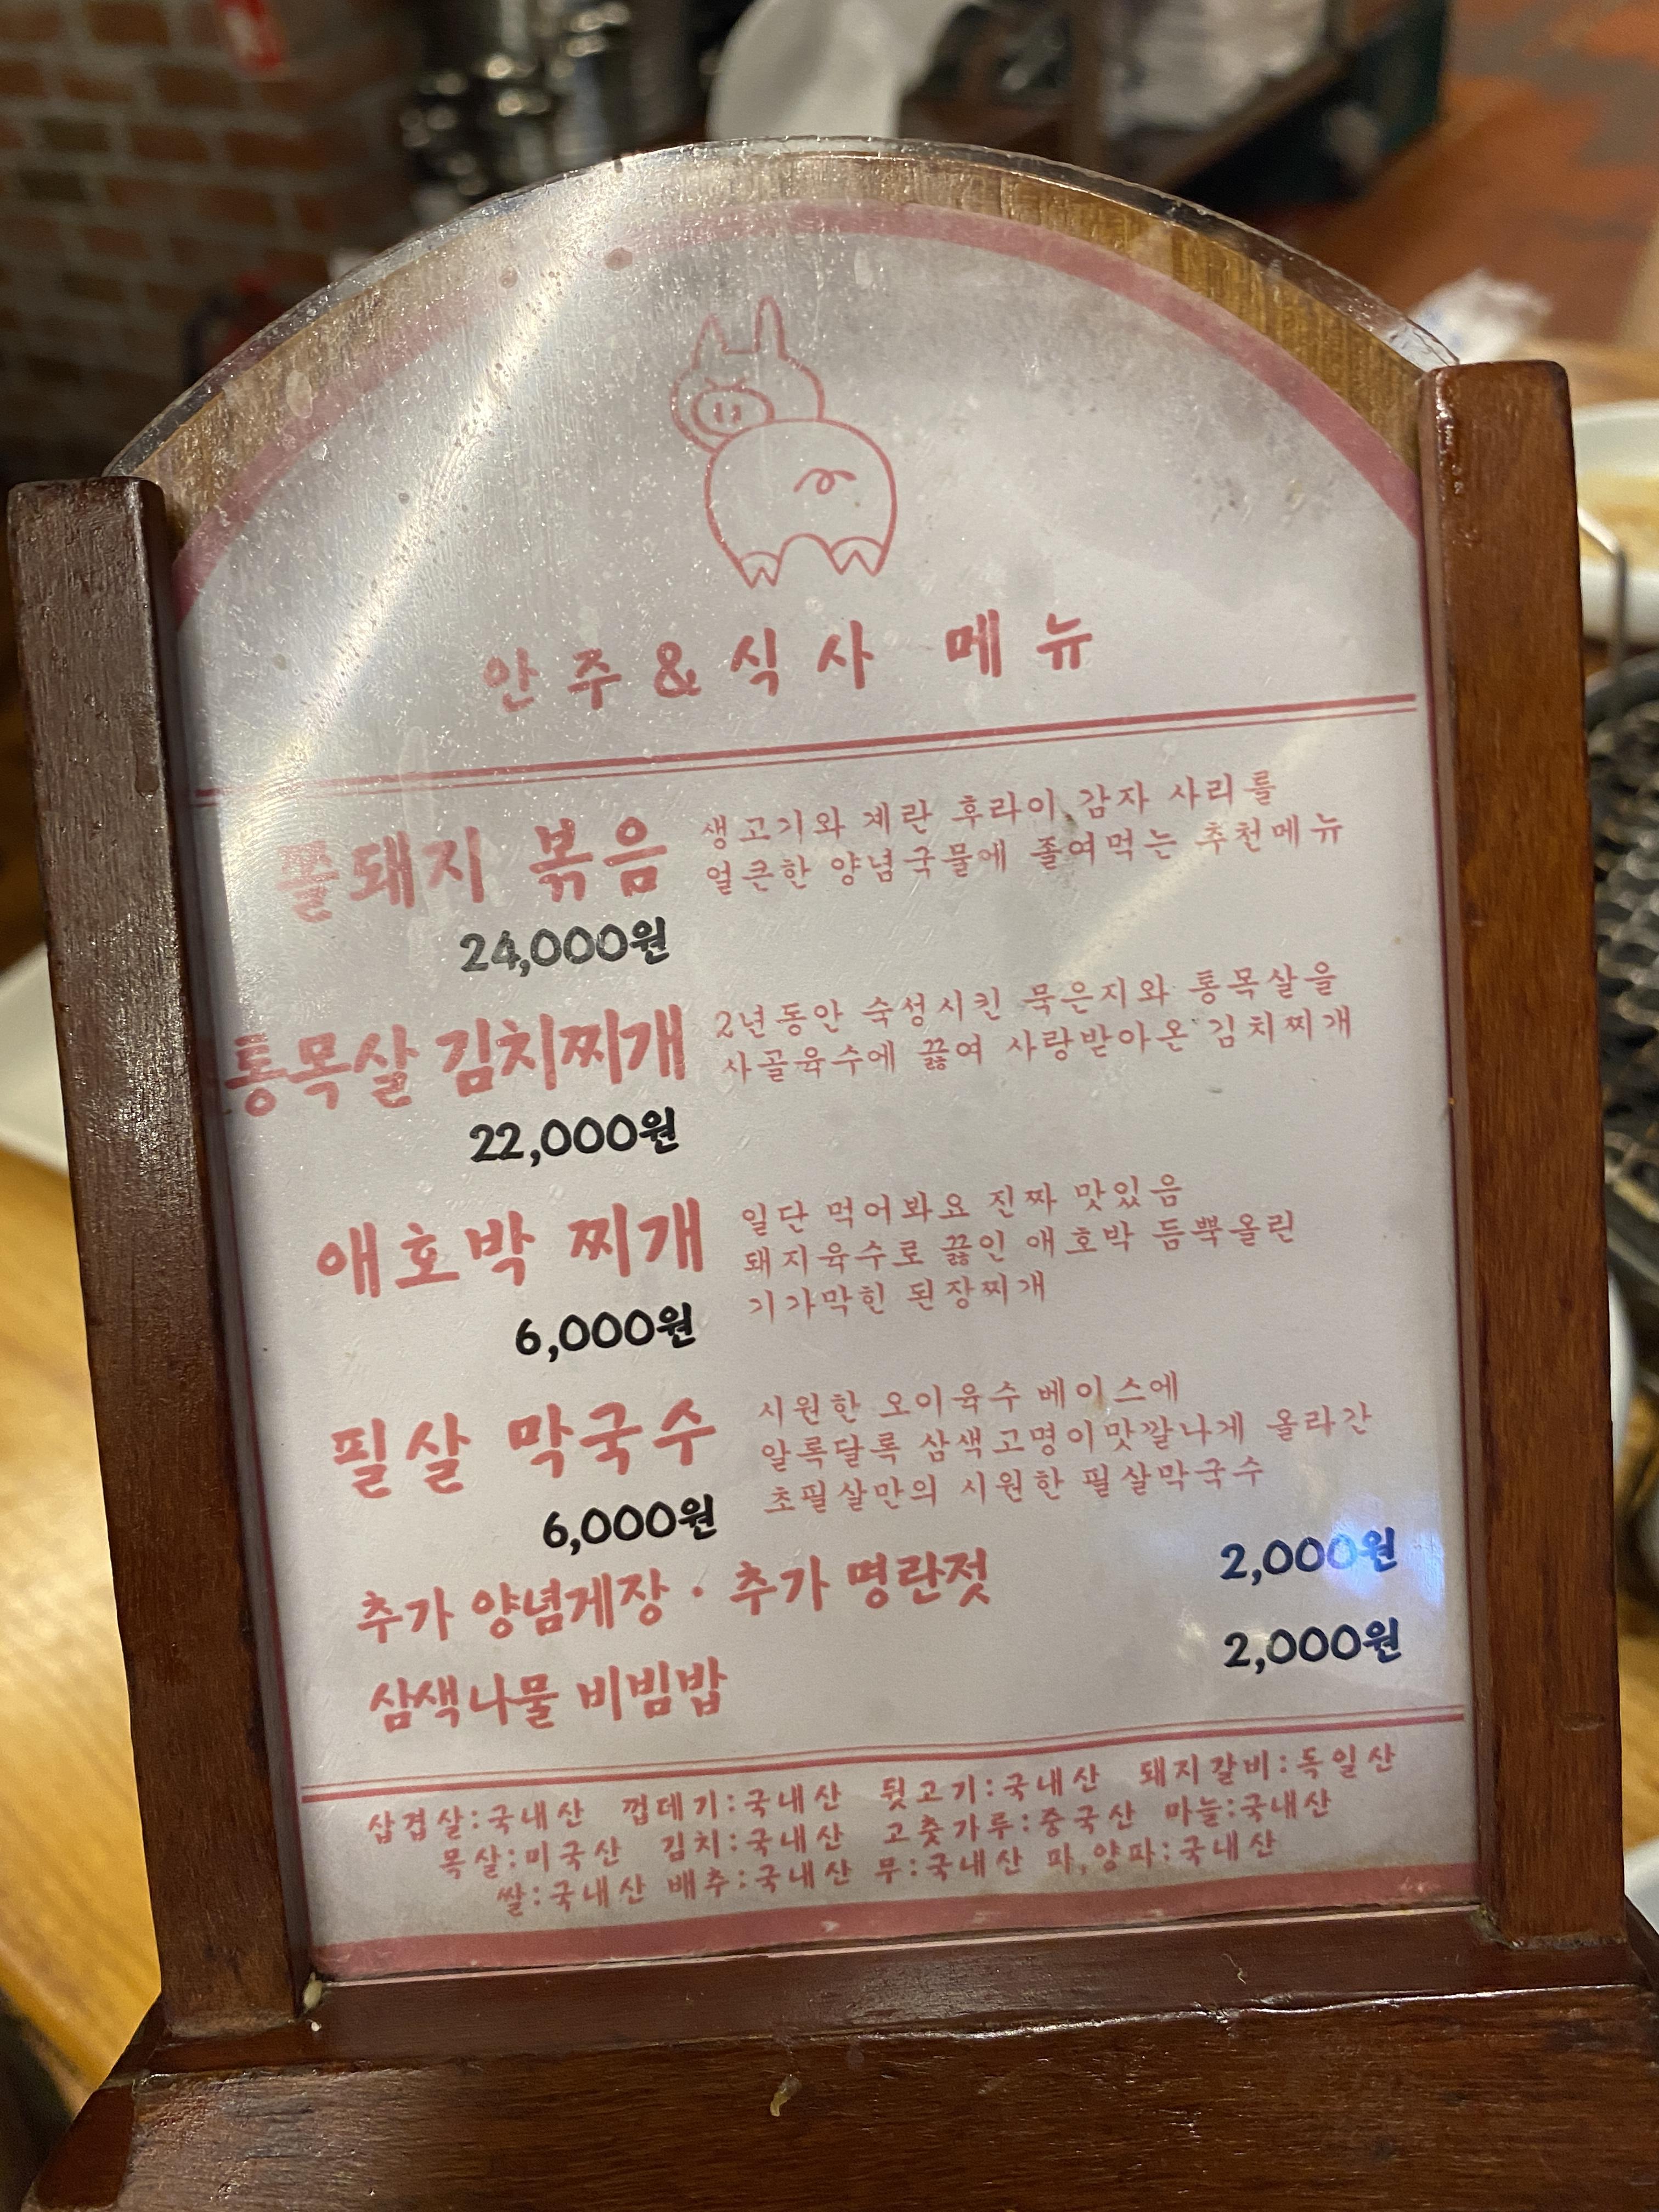 안주&식사 메뉴
쫄돼지 볶음
생고기와 계란 후라이, 감자 사리를
얼큰한 양념국물에 졸여먹는 추천메뉴
24,000원
통목살 김치찌개
2년동안 숙성시킨 묵은지와 통목살을
사골육수에 끓여 사랑받아온 김치찌개
22,000원
애호박 찌개
일단 먹어봐요 진짜 맛있음
돼지육수로 끓인 애호박 듬뿍올린
기가막힌 된장찌개
6,000원
필살 막국수
시원한 오이육수 베이스에
알록달록 삼색고명이맛깔나게 올라간
초필살만의 시원한 필살막국수
6,000원
추가 양념게장 · 추가 명란젓 2,000원
삼색나물 비빔밥 2,000원
삼겹살:국내산 껍데기:국내산 뒷고기:국내산 돼지갈비:독일산
목살:미국산 김치:국내산 고춧가루:중국산 마늘:국내산
쌀:국내산 배추:국내산 무:국내산 파,양파:국내산